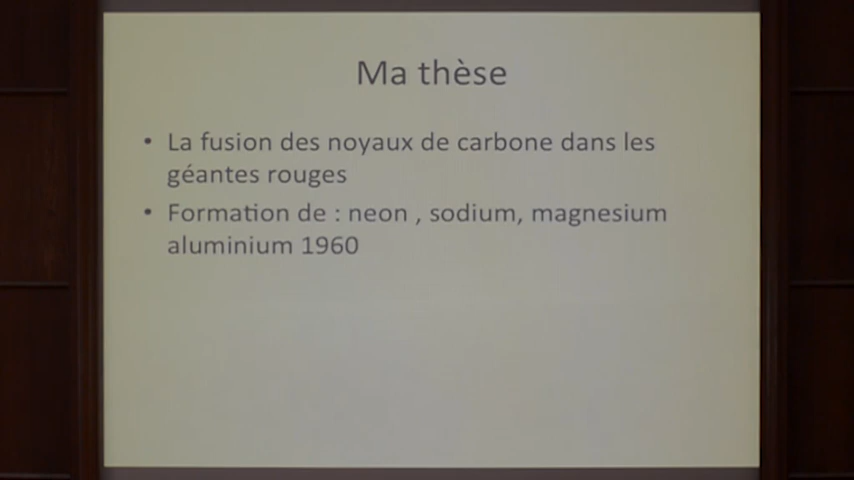 Ma thèse
• La fusion des noyaux de carbone dans les
géantes rouges
• Formation de : neon , sodium, magnesium
aluminium 1960